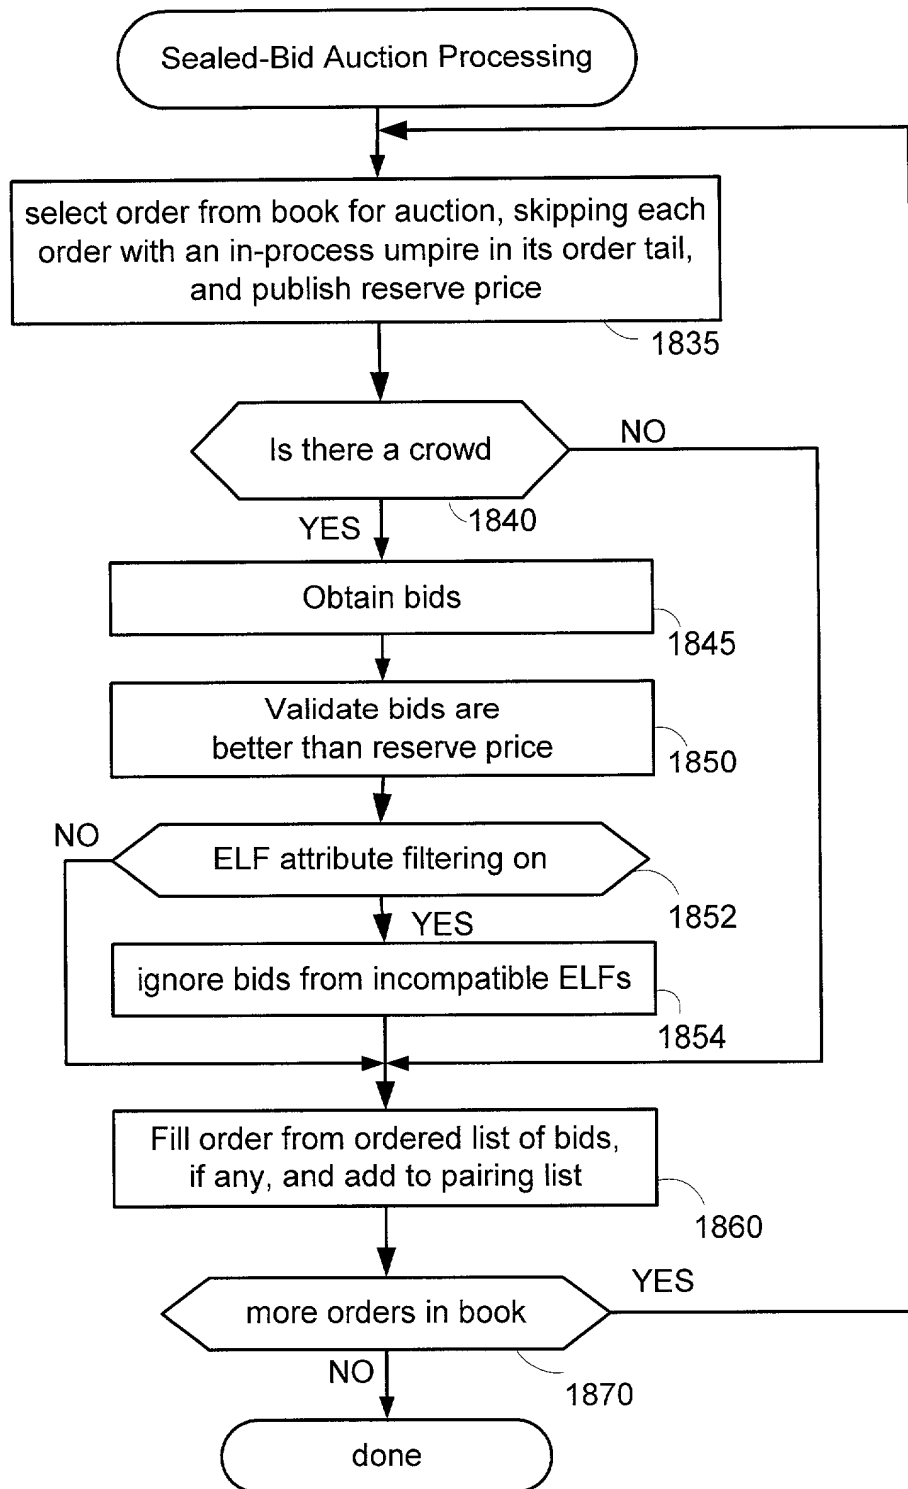 Sealed-Bid Auction Processing
select order from book for auction, skipping each
order with an in-process umpire in its order tail,
and publish reserve price
1835
Is there a crowd
NO
1840
YES
Obtain bids
1845
Validate bids are
better than reserve price
1850
NO
ELF attribute filtering on
1852
YES
ignore bids from incompatible ELFs
1854
Fill order from ordered list of bids,
if any, and add to pairing list
1860
YES
more orders in book
NO
1870
done